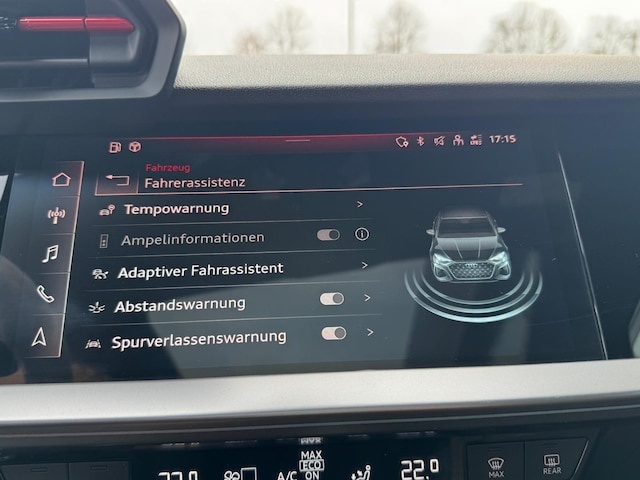 17:15
Fahrzeug
Fahrerassistenz
Tempowarnung
Ampelinformationen
Adaptiver Fahrassistent
Abstandswarnung
Spurverlassenswarnung
MAX
A/C
ECO
ON
22.0
MAX
REAR